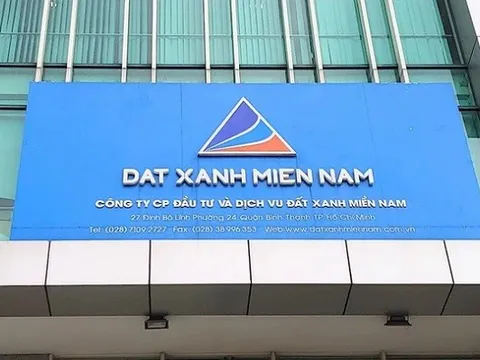 DAT XANH MIEN NAM
CÔNG TY CP ĐẦU TƯ VÀ DỊCH VỤ ĐẤT XANH MIỀN NAM
27 Đinh Bộ Lĩnh Phường 24 Quận Bình Thạnh TP Hồ Chí Minh
Tel: (028) 7109 2727 Fax: (028) 38 996 353 Web: www.datxanhmiennam.com.vn